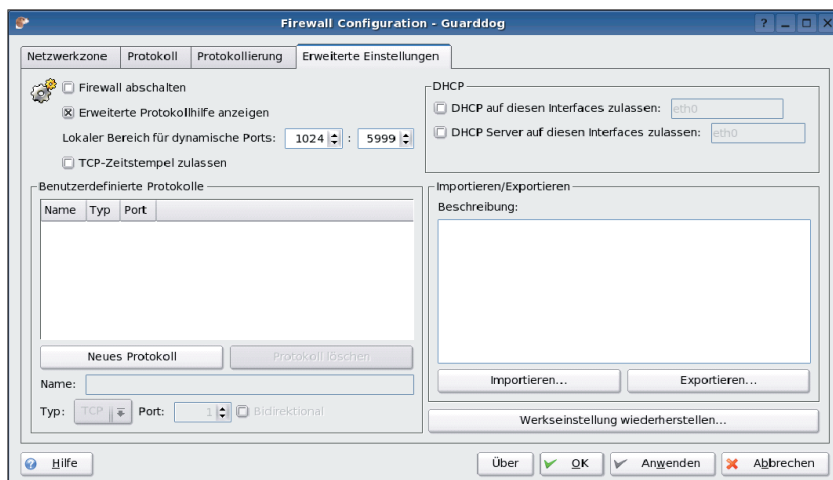 Firewall Configuration - Guarddog
Netzwerkzone Protokoll Protokollierung Erweiterte Einstellungen
Firewall abschalten
Erweiterte Protokollhilfe anzeigen
Lokaler Bereich für dynamische Ports: 1024 : 5999
TCP-Zeitstempel zulassen
DHCP
DHCP auf diesen Interfaces zulassen: eth0
DHCP Server auf diesen Interfaces zulassen: eth0
Benutzerdefinierte Protokolle
Name Typ Port
Neues Protokoll Protokoll löschen
Name:
Typ: TCP Port: 1 Bidirektional
Importieren/Exportieren
Beschreibung:
Importieren... Exportieren...
Werkseinstellung wiederherstellen...
Hilfe Über OK Anwenden Abbrechen